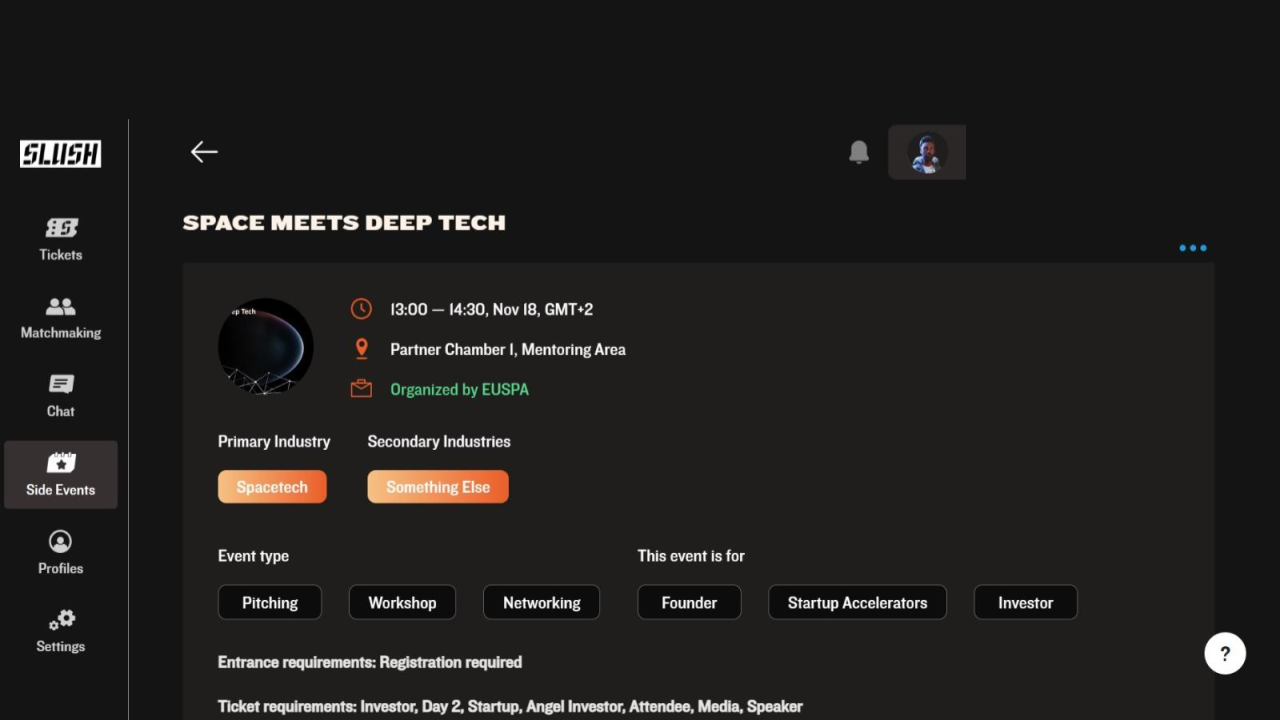 SLUSH
SPACE MEETS DEEP TECH
Tickets
Matchmaking
Chat
Side Events
Profiles
Settings
ep Tech
13:00 — 14:30, Nov 18, GMT+2
Partner Chamber 1, Mentoring Area
Organized by EUSPA
Primary Industry Secondary Industries
Spacetech Something Else
Event type This event is for
Pitching Workshop Networking Founder Startup Accelerators Investor
Entrance requirements: Registration required
Ticket requirements: Investor, Day 2, Startup, Angel Investor, Attendee, Media, Speaker
?